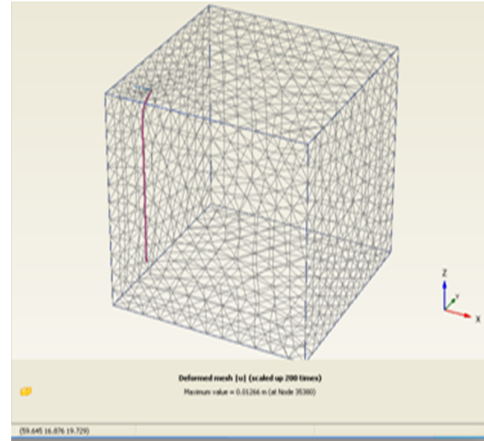 Z
Y
X
Deformed mesh |u| (scaled up 200 times)
Maximum value = 0.01266 m (at Node 35380)
(59.645 16.876 19.729)